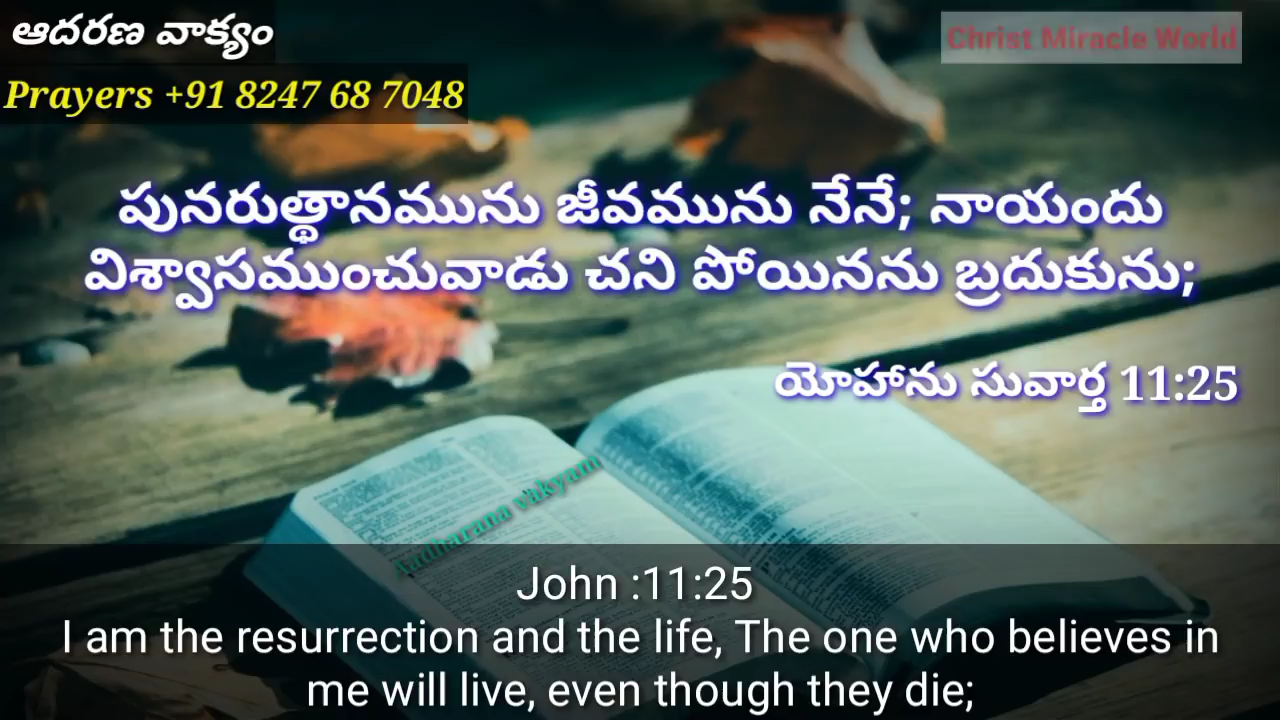 ఆదరణ వాక్యం
Christ Miracle World
Prayers +91 8247 68 7048
పునరుత్థానమును జీవమును నేనే; నాయందు
విశ్వాసముంచువాడు చని పోయినను బ్రదుకును;
యోహాను సువార్త 11:25
Aadharana vakyam
John :11:25
I am the resurrection and the life, The one who believes in
me will live, even though they die;